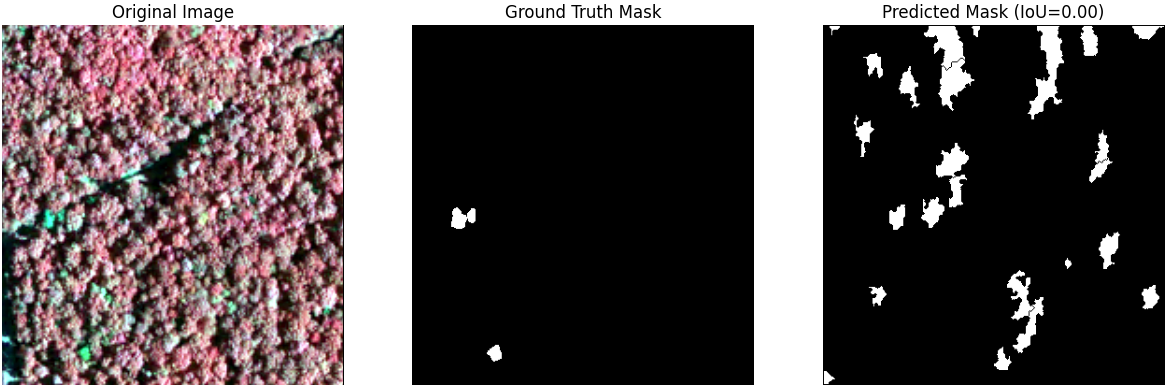 Original Image
Ground Truth Mask
Predicted Mask (IoU=0.00)